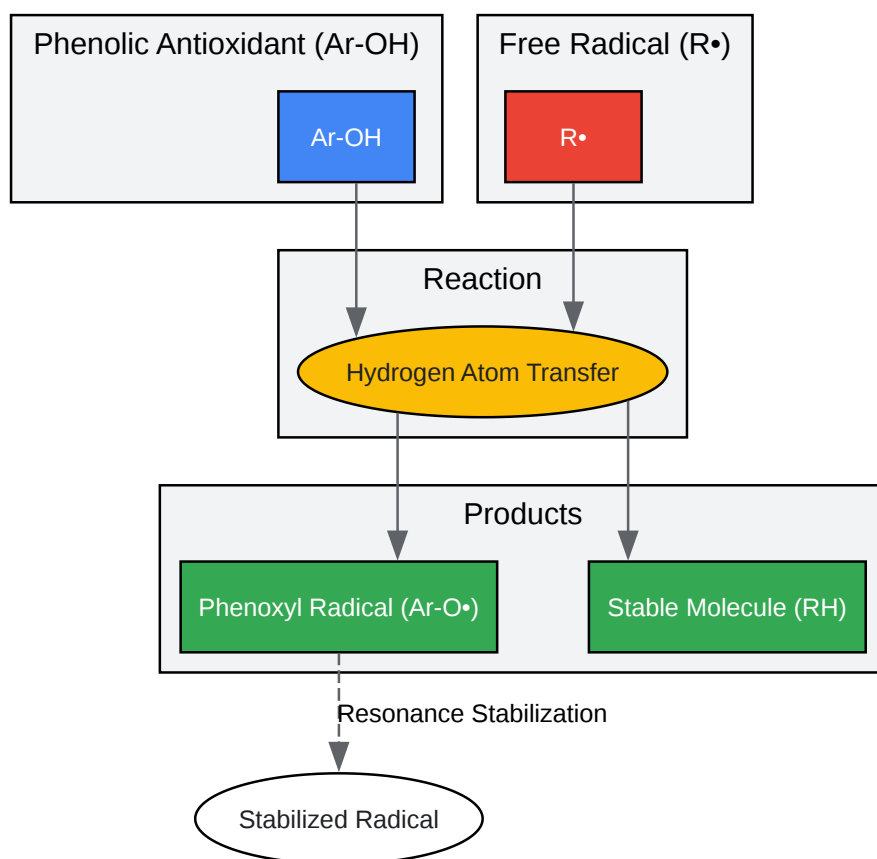 Phenolic Antioxidant (Ar-OH)
Free Radical (R•)
Ar-OH
R•
Reaction
Hydrogen Atom Transfer
Products
Phenoxyl Radical (Ar-O•)
Stable Molecule (RH)
Resonance Stabilization
Stabilized Radical